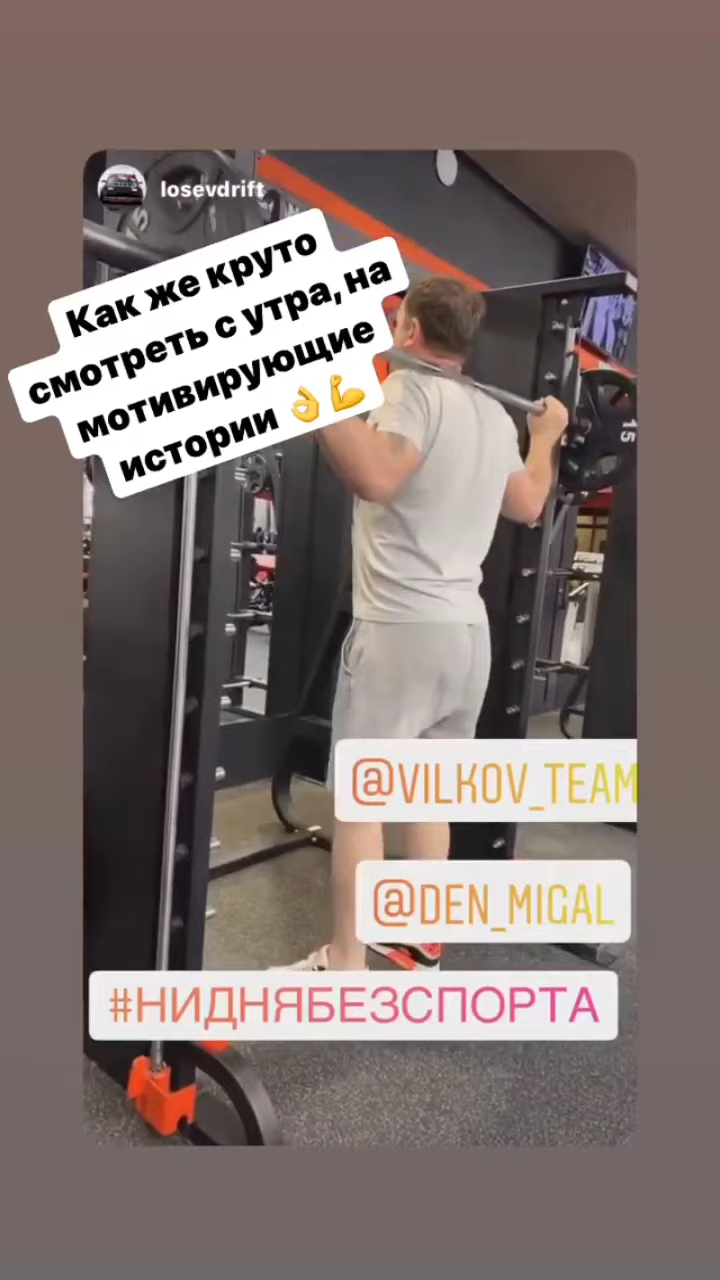 losevdrift
Как же круто
смотреть с утра, на
мотивирующие
истории 👌💪
15
@VILKOV_TEAM
@DEN_MIGAL
#НИДНЯБЕЗСПОРТА